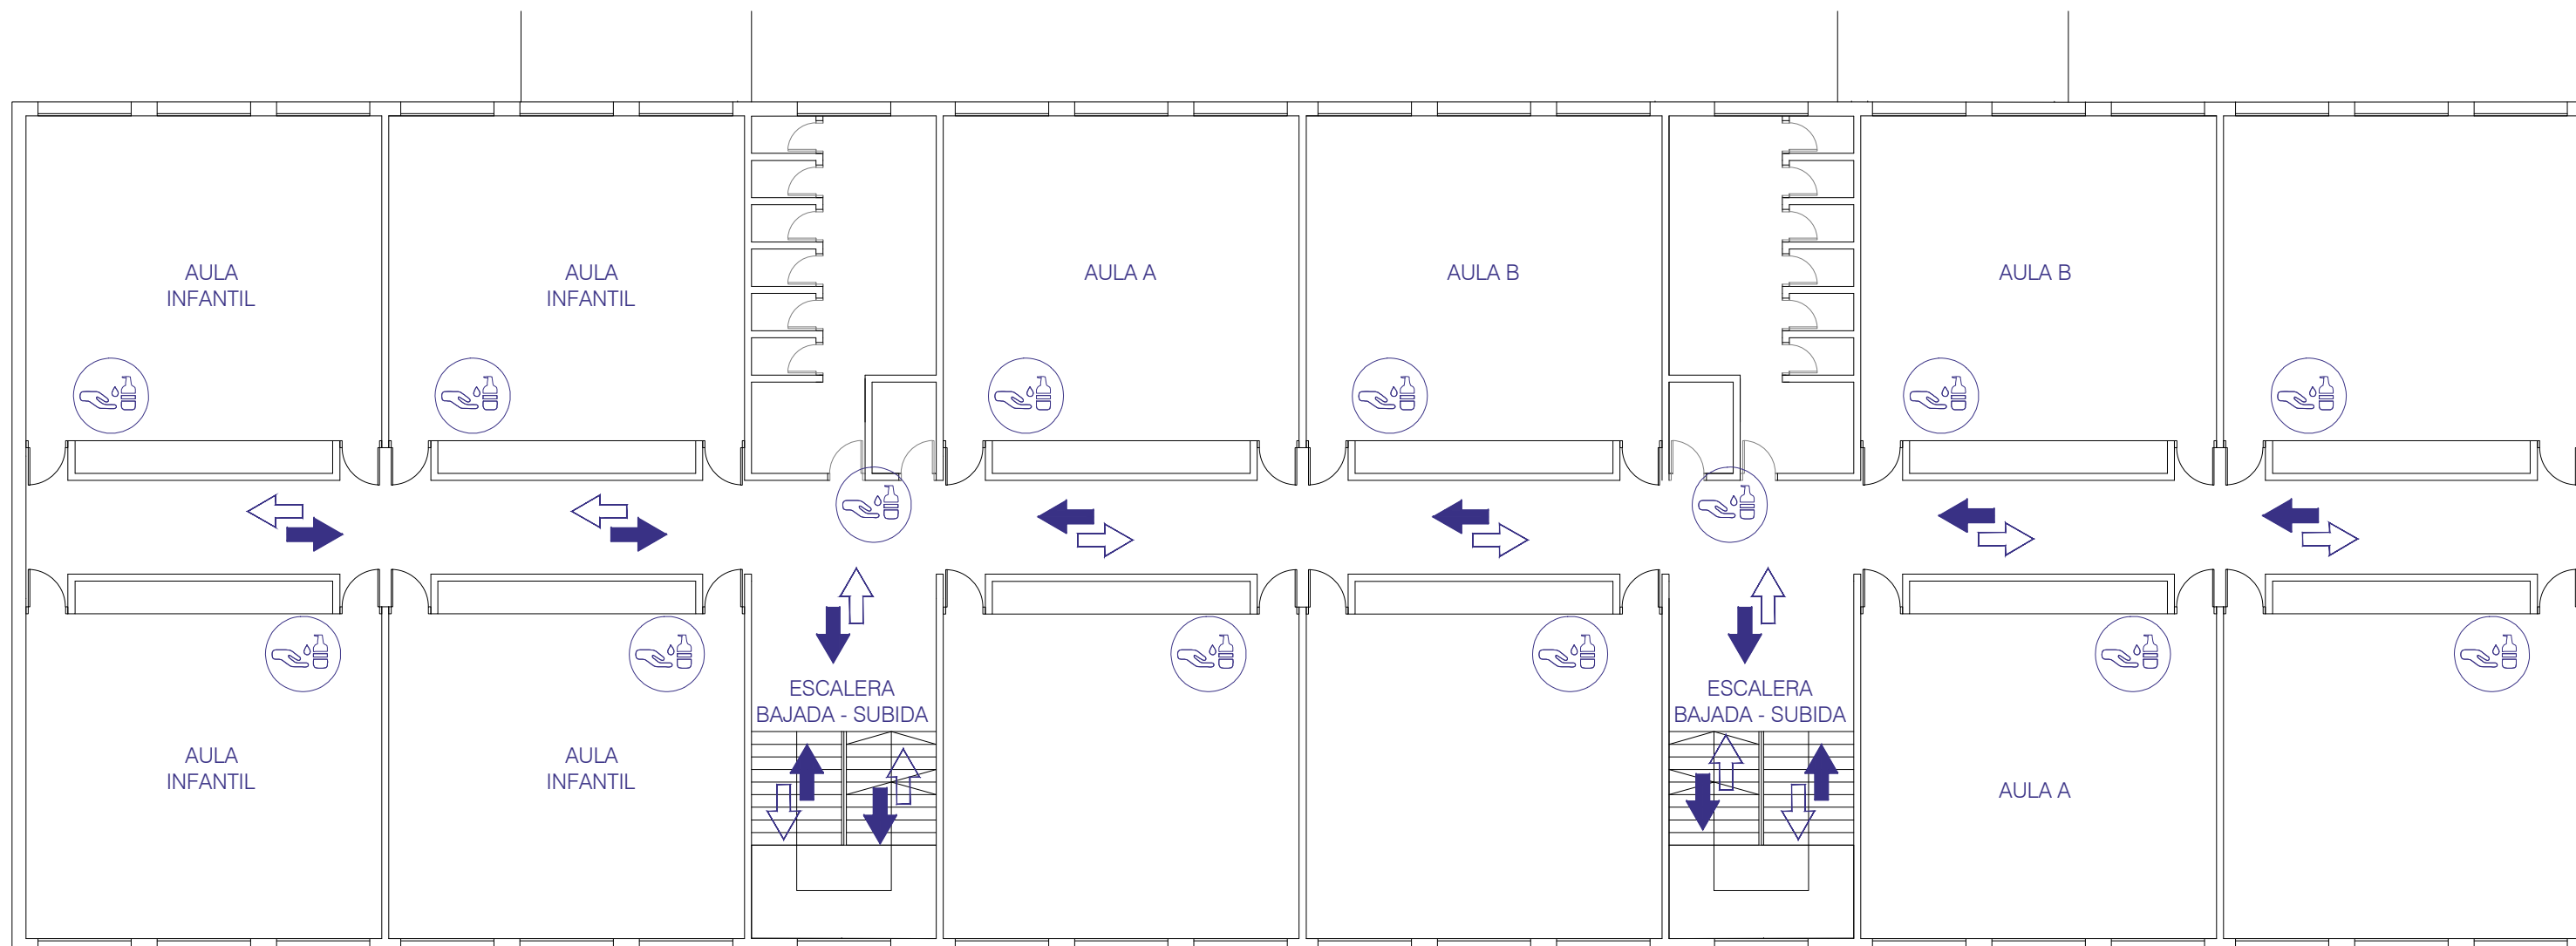 AULA
INFANTIL
AULA
INFANTIL
AULA A
AULA B
AULA B
ESCALERA
BAJADA - SUBIDA
ESCALERA
BAJADA - SUBIDA
AULA
INFANTIL
AULA
INFANTIL
AULA A